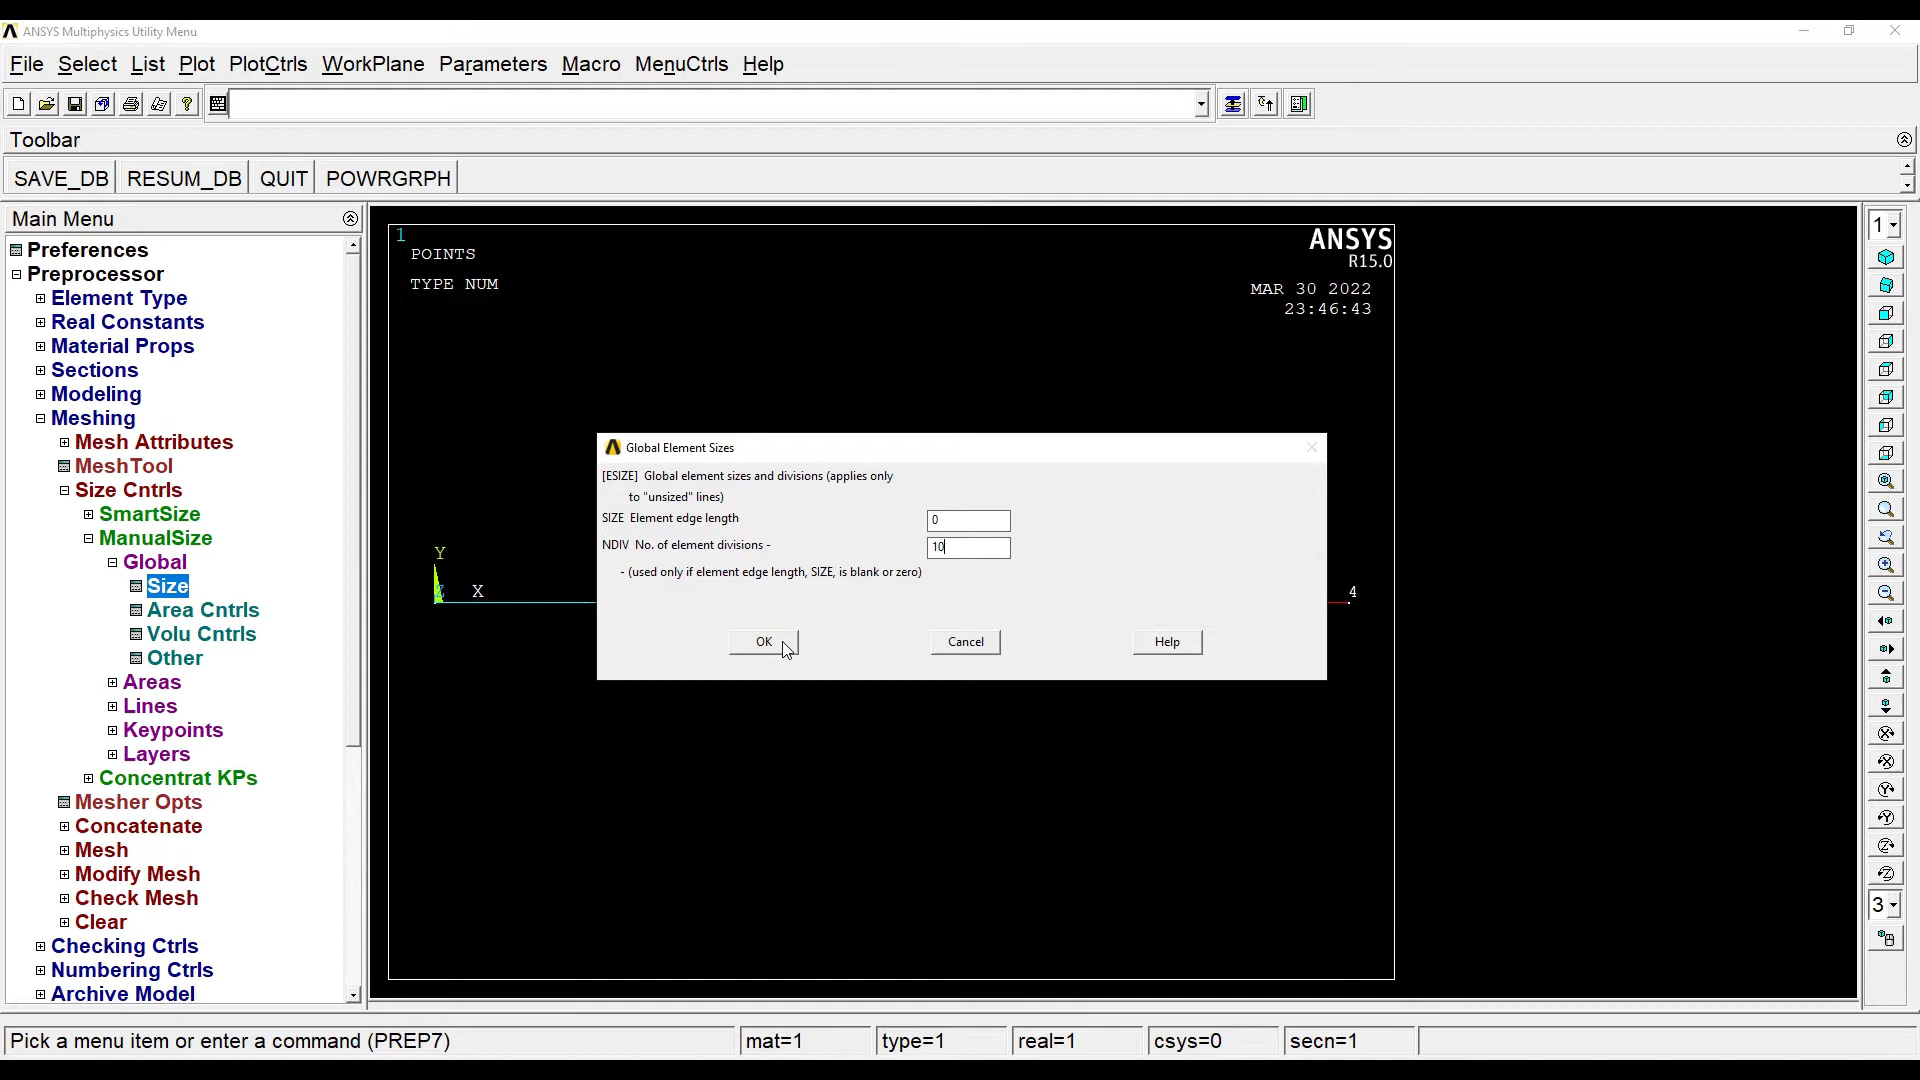 ANSYS Multiphysics Utility Menu
File Select List Plot PlotCtrls WorkPlane Parameters Macro MenuCtrls Help
Toolbar
SAVE_DB RESUM_DB QUIT POWRGRPH
Main Menu
Preferences
Preprocessor
Element Type
Real Constants
Material Props
Sections
Modeling
Meshing
Mesh Attributes
MeshTool
Size Cntrls
SmartSize
ManualSize
Global
Size
Area Cntrls
Volu Cntrls
Other
Areas
Lines
Keypoints
Layers
Concentrat KPs
Mesher Opts
Concatenate
Mesh
Modify Mesh
Check Mesh
Clear
Checking Ctrls
Numbering Ctrls
Archive Model
1
POINTS
TYPE NUM
ANSYS
R15.0
MAR 30 2022
23:46:43
Y
Z X
4
Global Element Sizes
[ESIZE] Global element sizes and divisions (applies only
to "unsized" lines)
SIZE Element edge length 0
NDIV No. of element divisions - 10
- (used only if element edge length, SIZE, is blank or zero)
OK Cancel Help
1
3
Pick a menu item or enter a command (PREP7) mat=1 type=1 real=1 csys=0 secn=1